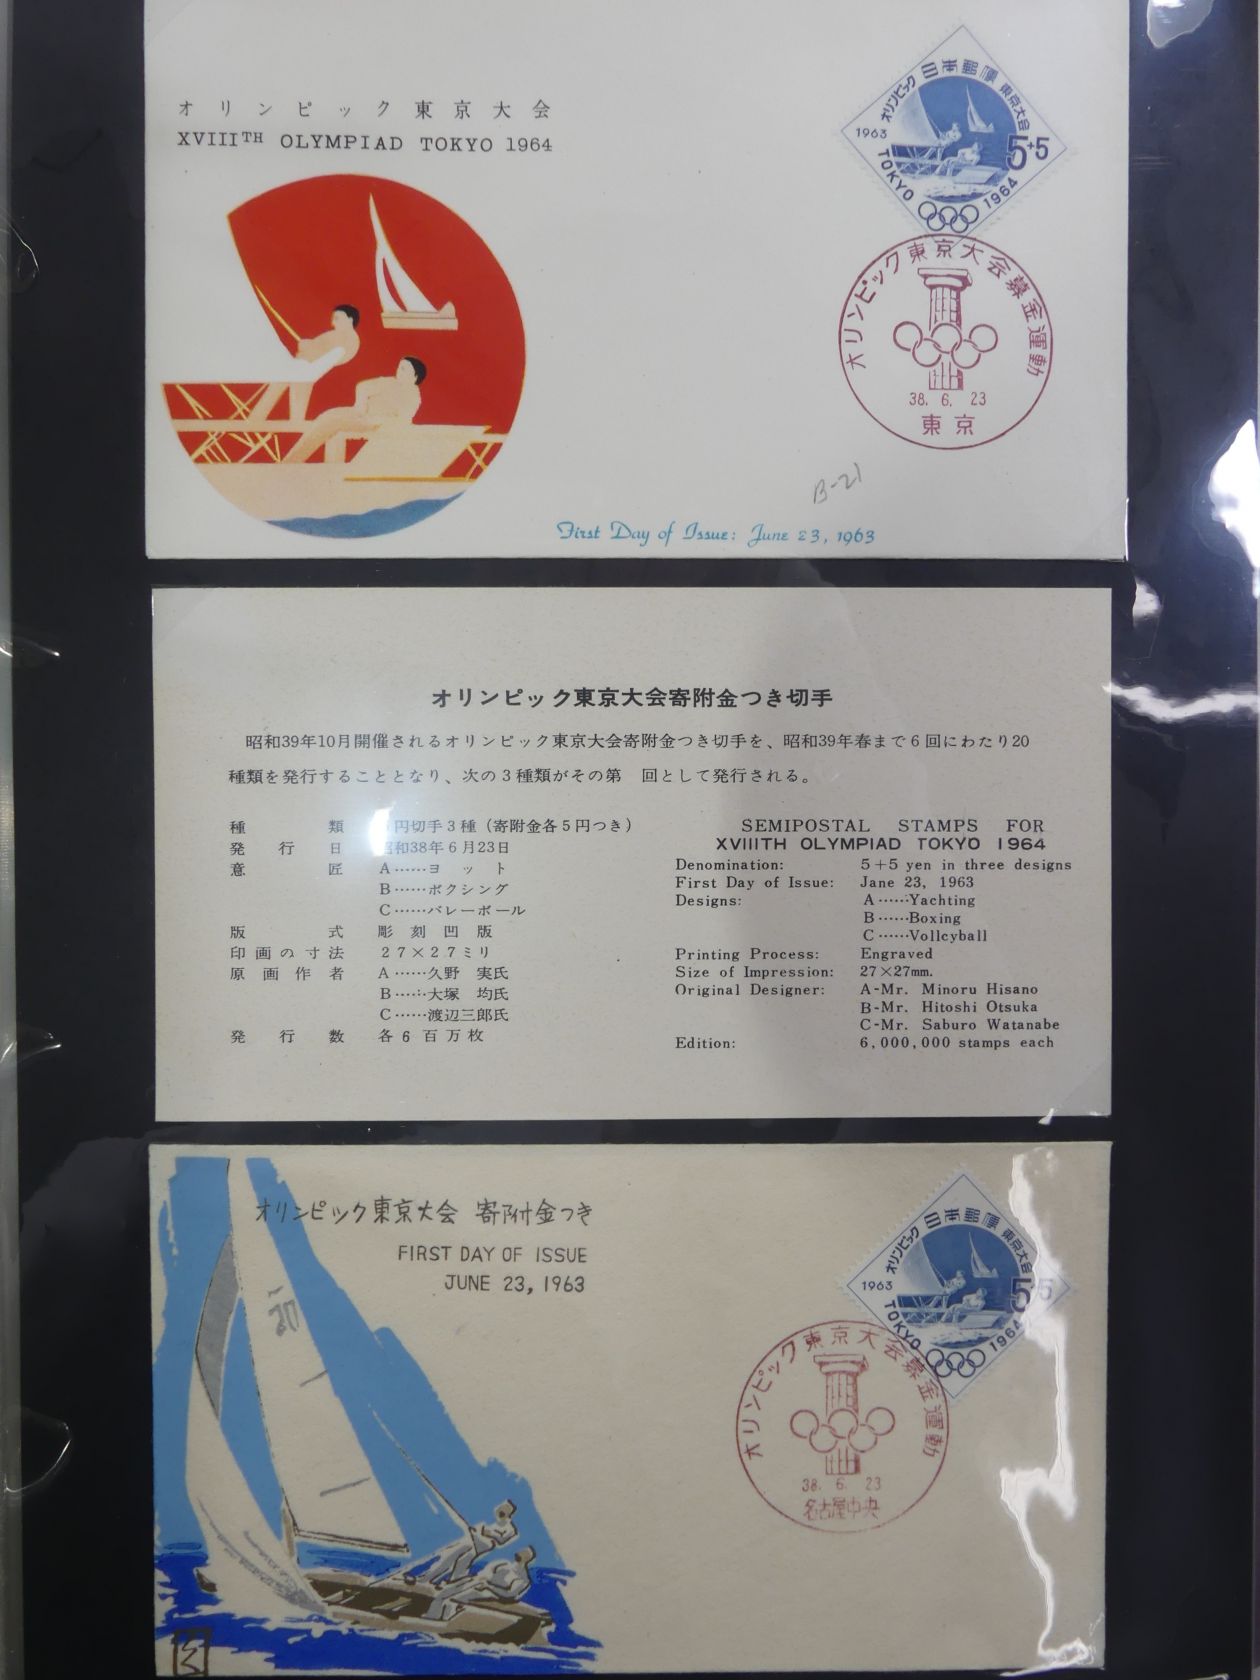 オリンピック東京大会
XVIIITH OLYMPIAD TOKYO 1964
日本郵便
オリンピック
東京大会
1963
5+5
TOKYO
1964
オリンピック東京大会募金運動
38. 6. 23
東京
B-21
First Day of Issue: June 23, 1963
オリンピック東京大会寄附金つき切手
昭和39年10月開催されるオリンピック東京大会寄附金つき切手を、昭和39年春まで6回にわたり20
種類を発行することとなり、次の3種類がその第 回として発行される。
種類 円切手3種(寄附金各5円つき)
発行日 昭和38年6月23日
意匠 A……ヨット
B……ボクシング
C……バレーボール
版式 彫刻凹版
印画の寸法 27×27ミリ
原画作者 A……久野 実氏
B……大塚 均氏
C……渡辺三郎氏
発行数 各6百万枚
SEMIPOSTAL STAMPS FOR
XVIIITH OLYMPIAD TOKYO 1964
Denomination: 5+5 yen in three designs
First Day of Issue: Jane 23, 1963
Designs: A……Yachting
B……Boxing
C……Vollcyball
Printing Process: Engraved
Size of Impression: 27×27mm.
Original Designer: A-Mr. Minoru Hisano
B-Mr. Hitoshi Otsuka
C-Mr. Saburo Watanabe
Edition: 6,000,000 stamps each
オリンピック東京大会 寄附金つき
FIRST DAY OF ISSUE
JUNE 23, 1963
20
日本郵便
オリンピック
東京大会
1963
5+5
TOKYO
1964
オリンピック東京大会募金運動
38. 6. 23
名古屋中央